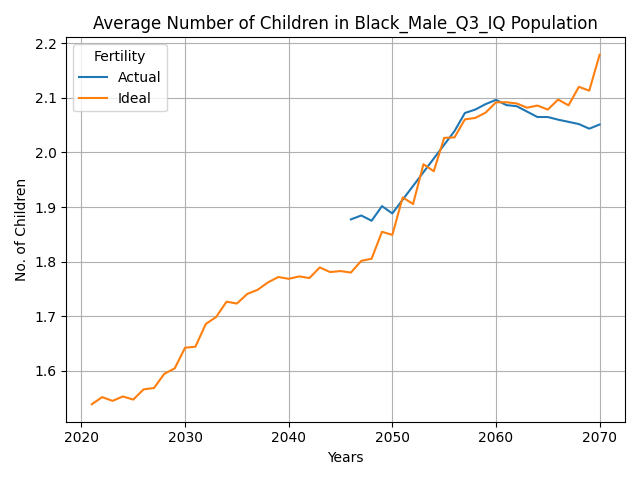 Average Number of Children in Black_Male_Q3_IQ Population
Fertility
Actual
Ideal
No. of Children
2.2
2.1
2.0
1.9
1.8
1.7
1.6
2020 2030 2040 2050 2060 2070
Years